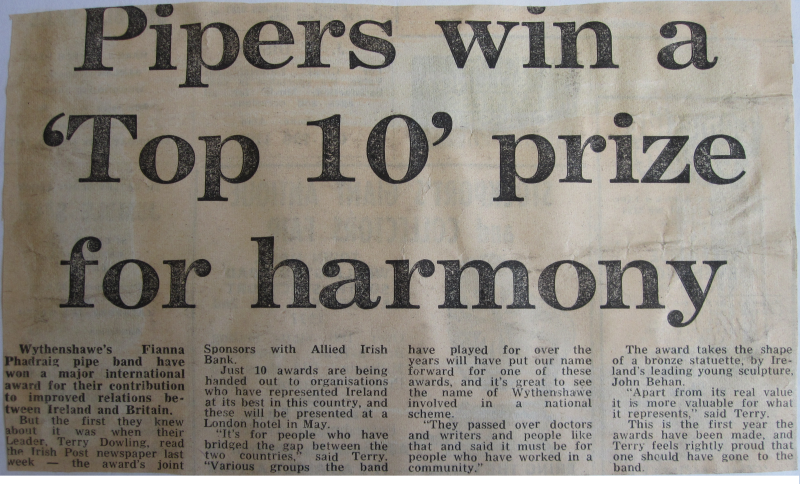 Pipers win a
‘Top 10’ prize
for harmony
Wythenshawe's Fianna
Phadraig pipe band have
won a major international
award for their contribution
to improved relations be-
tween Ireland and Britain.
But the first they knew
about it was when their
Leader, Terry Dowling, read
the Irish Post newspaper last
week — the award's joint
Sponsors with Allied Irish
Bank.
Just 10 awards are being
handed out to organisations
who have represented Ireland
at its best in this country, and
these will be presented at a
London hotel in May.
"It's for people who have
bridged the gap between the
two countries," said Terry.
"Various groups the band
have played for over the
years will have put our name
forward for one of these
awards, and it's great to see
the name of Wythenshawe
involved in a national
scheme.
"They passed over doctors
and writers and people like
that and said it must be for
people who have worked in a
community."
The award takes the shape
of a bronze statuette, by Ire-
land's leading young sculpture,
John Behan.
"Apart from its real value
it is more valuable for what
it represents," said Terry.
This is the first year the
awards have been made, and
Terry feels rightly proud that
one should have gone to the
band.